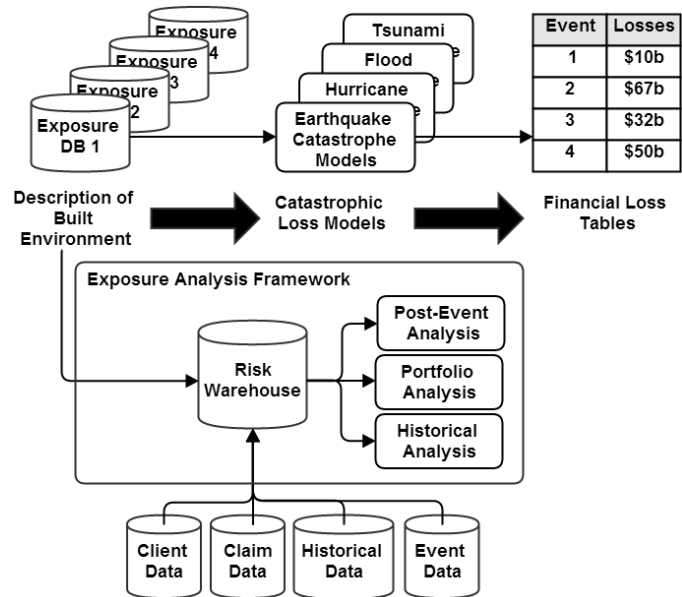 Exposure
4
Exposure
3
Exposure
2
Exposure
DB 1
Tsunami
e
Flood
e
Hurricane
e
Earthquake
Catastrophe
Models
Event Losses
1 $10b
2 $67b
3 $32b
4 $50b
Description of
Built
Environment
Catastrophic
Loss Models
Financial Loss
Tables
Exposure Analysis Framework
Risk
Warehouse
Post-Event
Analysis
Portfolio
Analysis
Historical
Analysis
Client
Data
Claim
Data
Historical
Data
Event
Data